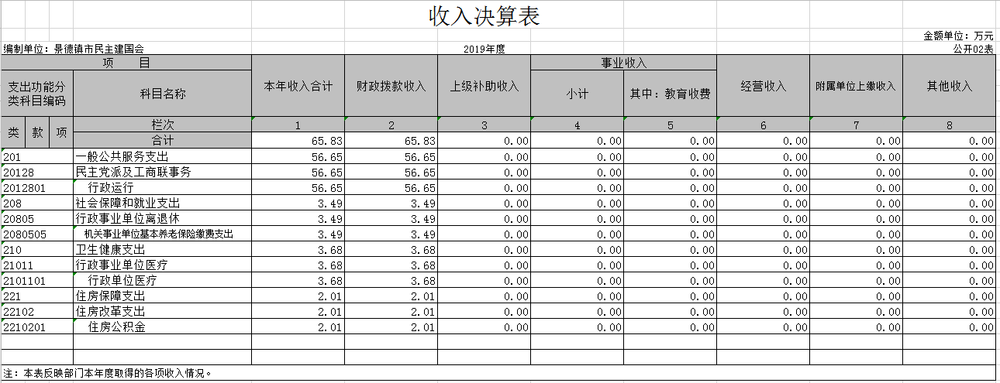 收入决算表
金额单位：万元
编制单位：景德镇市民主建国会 2019年度 公开02表
项 目 本年收入合计 财政拨款收入 上级补助收入 事业收入 经营收入 附属单位上缴收入 其他收入
支出功能分类科目编码 科目名称 小计 其中：教育收费
类 款 项 栏次 1 2 3 4 5 6 7 8
合计 65.83 65.83 0.00 0.00 0.00 0.00 0.00 0.00
201 一般公共服务支出 56.65 56.65 0.00 0.00 0.00 0.00 0.00 0.00
20128 民主党派及工商联事务 56.65 56.65 0.00 0.00 0.00 0.00 0.00 0.00
2012801 行政运行 56.65 56.65 0.00 0.00 0.00 0.00 0.00 0.00
208 社会保障和就业支出 3.49 3.49 0.00 0.00 0.00 0.00 0.00 0.00
20805 行政事业单位离退休 3.49 3.49 0.00 0.00 0.00 0.00 0.00 0.00
2080505 机关事业单位基本养老保险缴费支出 3.49 3.49 0.00 0.00 0.00 0.00 0.00 0.00
210 卫生健康支出 3.68 3.68 0.00 0.00 0.00 0.00 0.00 0.00
21011 行政事业单位医疗 3.68 3.68 0.00 0.00 0.00 0.00 0.00 0.00
2101101 行政单位医疗 3.68 3.68 0.00 0.00 0.00 0.00 0.00 0.00
221 住房保障支出 2.01 2.01 0.00 0.00 0.00 0.00 0.00 0.00
22102 住房改革支出 2.01 2.01 0.00 0.00 0.00 0.00 0.00 0.00
2210201 住房公积金 2.01 2.01 0.00 0.00 0.00 0.00 0.00 0.00
注：本表反映部门本年度取得的各项收入情况。